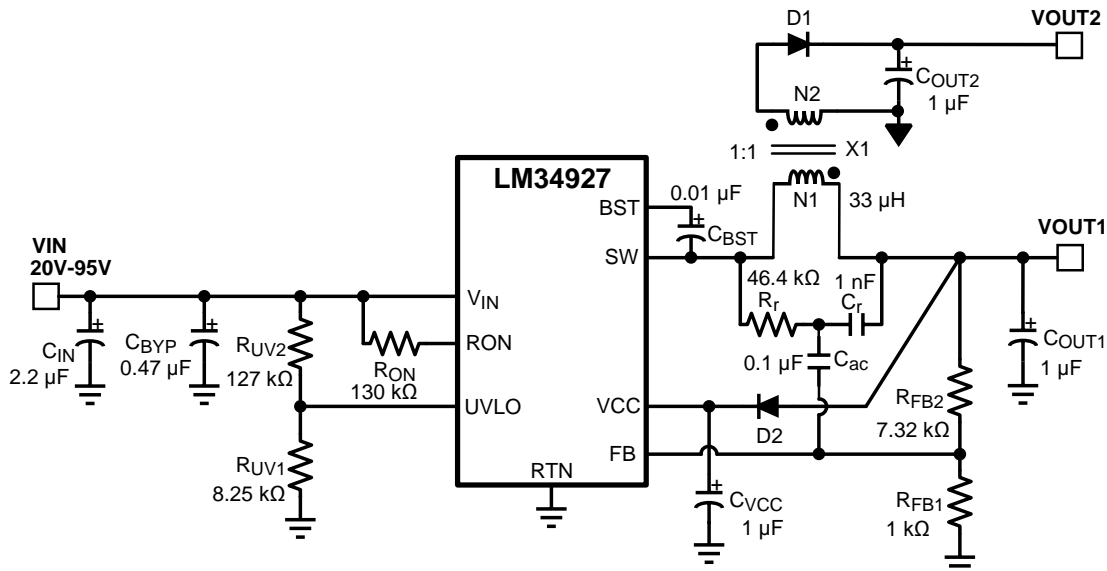 D1
VOUT2
+
COUT2
1 µF
N2
1:1
X1
LM34927
0.01 µF
N1
33 µH
BST
+
CBST
VOUT1
VIN
20V-95V
SW
46.4 kΩ
1 nF
Rr
Cr
VIN
+
CIN
2.2 µF
+
CBYP
0.47 µF
RUV2
127 kΩ
RON
RON
130 kΩ
0.1 µF
Cac
+
COUT1
1 µF
UVLO
VCC
D2
RFB2
7.32 kΩ
FB
RUV1
8.25 kΩ
RTN
+
CVCC
1 µF
RFB1
1 kΩ